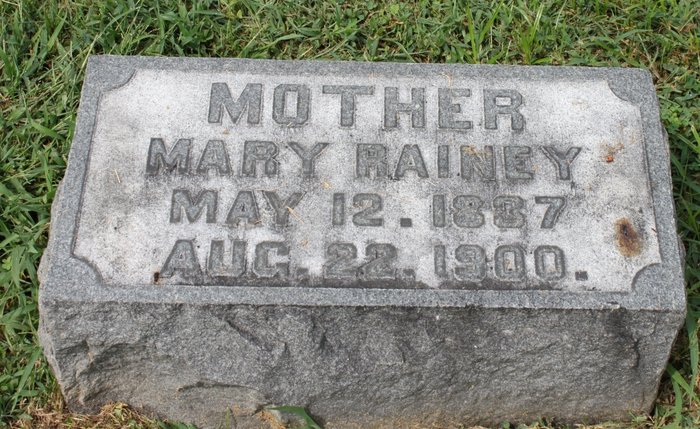 MOTHER
MARY RAINEY
MAY 12. 1837
AUG. 22. 1900.